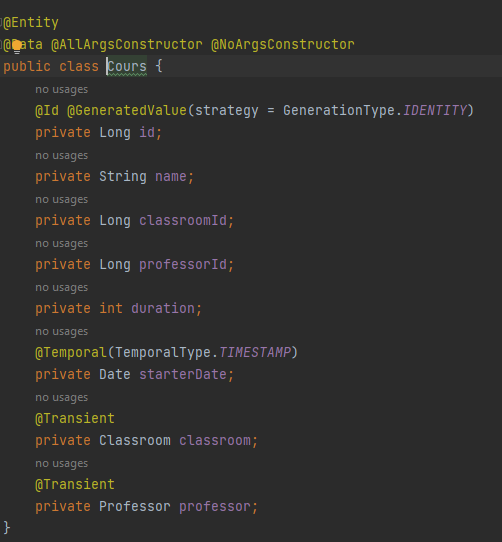 @Entity
@Data @AllArgsConstructor @NoArgsConstructor
public class Cours {
no usages
@Id @GeneratedValue(strategy = GenerationType.IDENTITY)
private Long id;
no usages
private String name;
no usages
private Long classroomId;
no usages
private Long professorId;
no usages
private int duration;
no usages
@Temporal(TemporalType.TIMESTAMP)
private Date starterDate;
no usages
@Transient
private Classroom classroom;
no usages
@Transient
private Professor professor;
}